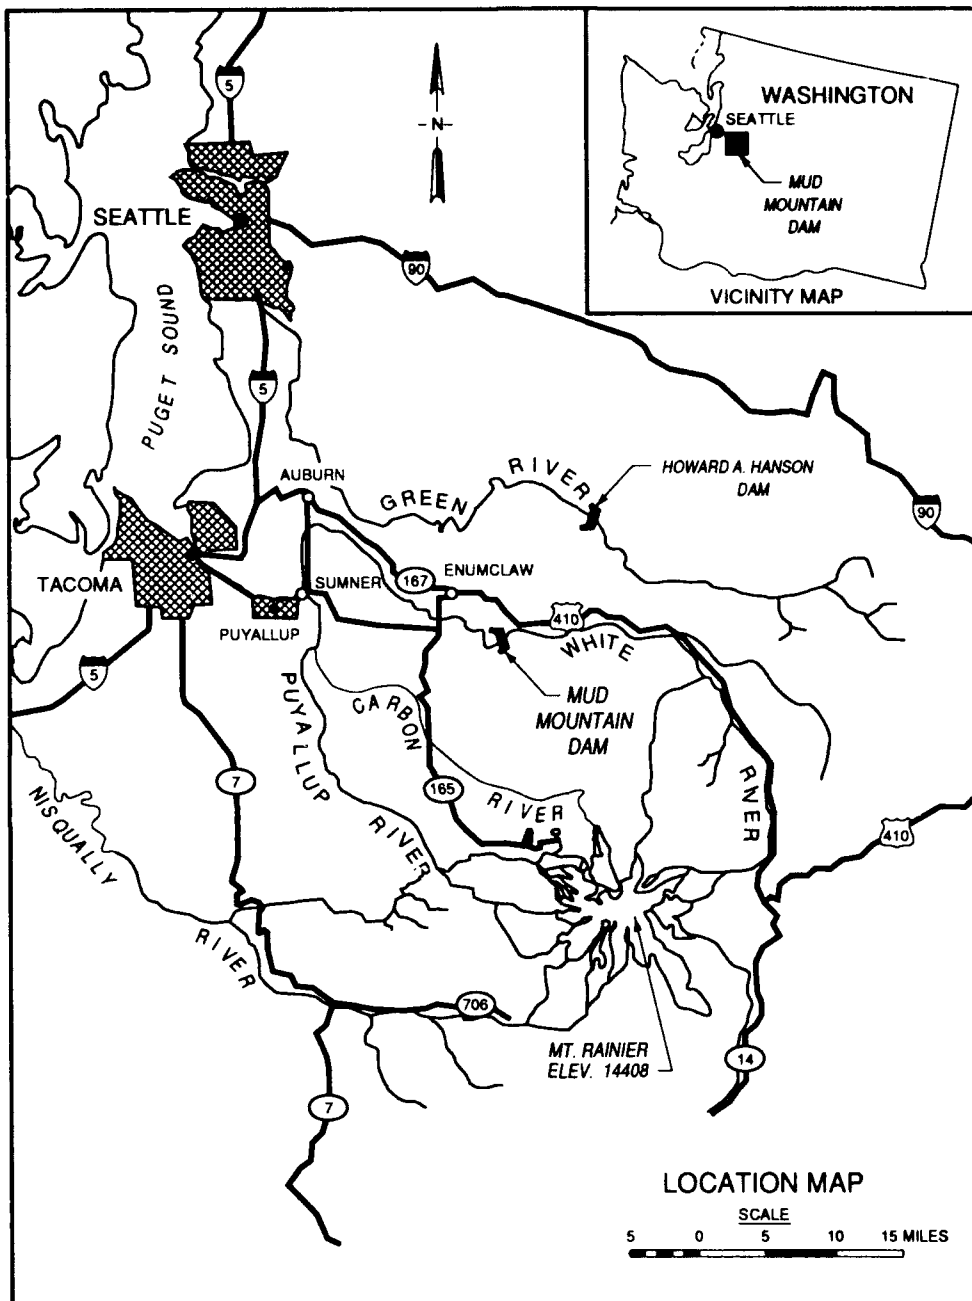 5
-N-
WASHINGTON
SEATTLE
MUD
MOUNTAIN
DAM
VICINITY MAP
SEATTLE
90
PUGET SOUND
5
AUBURN
GREEN RIVER
HOWARD A. HANSON
DAM
90
TACOMA
SUMNER
167
ENUMCLAW
PUYALLUP
410
WHITE RIVER
5
MUD
MOUNTAIN
DAM
PUYALLUP RIVER
CARBON RIVER
7
165
NISQUALLY RIVER
410
706
MT. RAINIER
ELEV. 14408
14
7
LOCATION MAP
SCALE
5 0 5 10 15 MILES